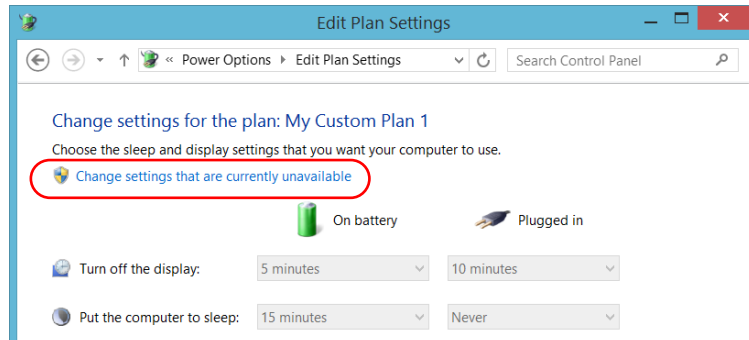 Edit Plan Settings
« Power Options Edit Plan Settings Search Control Panel
Change settings for the plan: My Custom Plan 1
Choose the sleep and display settings that you want your computer to use.
Change settings that are currently unavailable
On battery Plugged in
Turn off the display: 5 minutes 10 minutes
Put the computer to sleep: 15 minutes Never